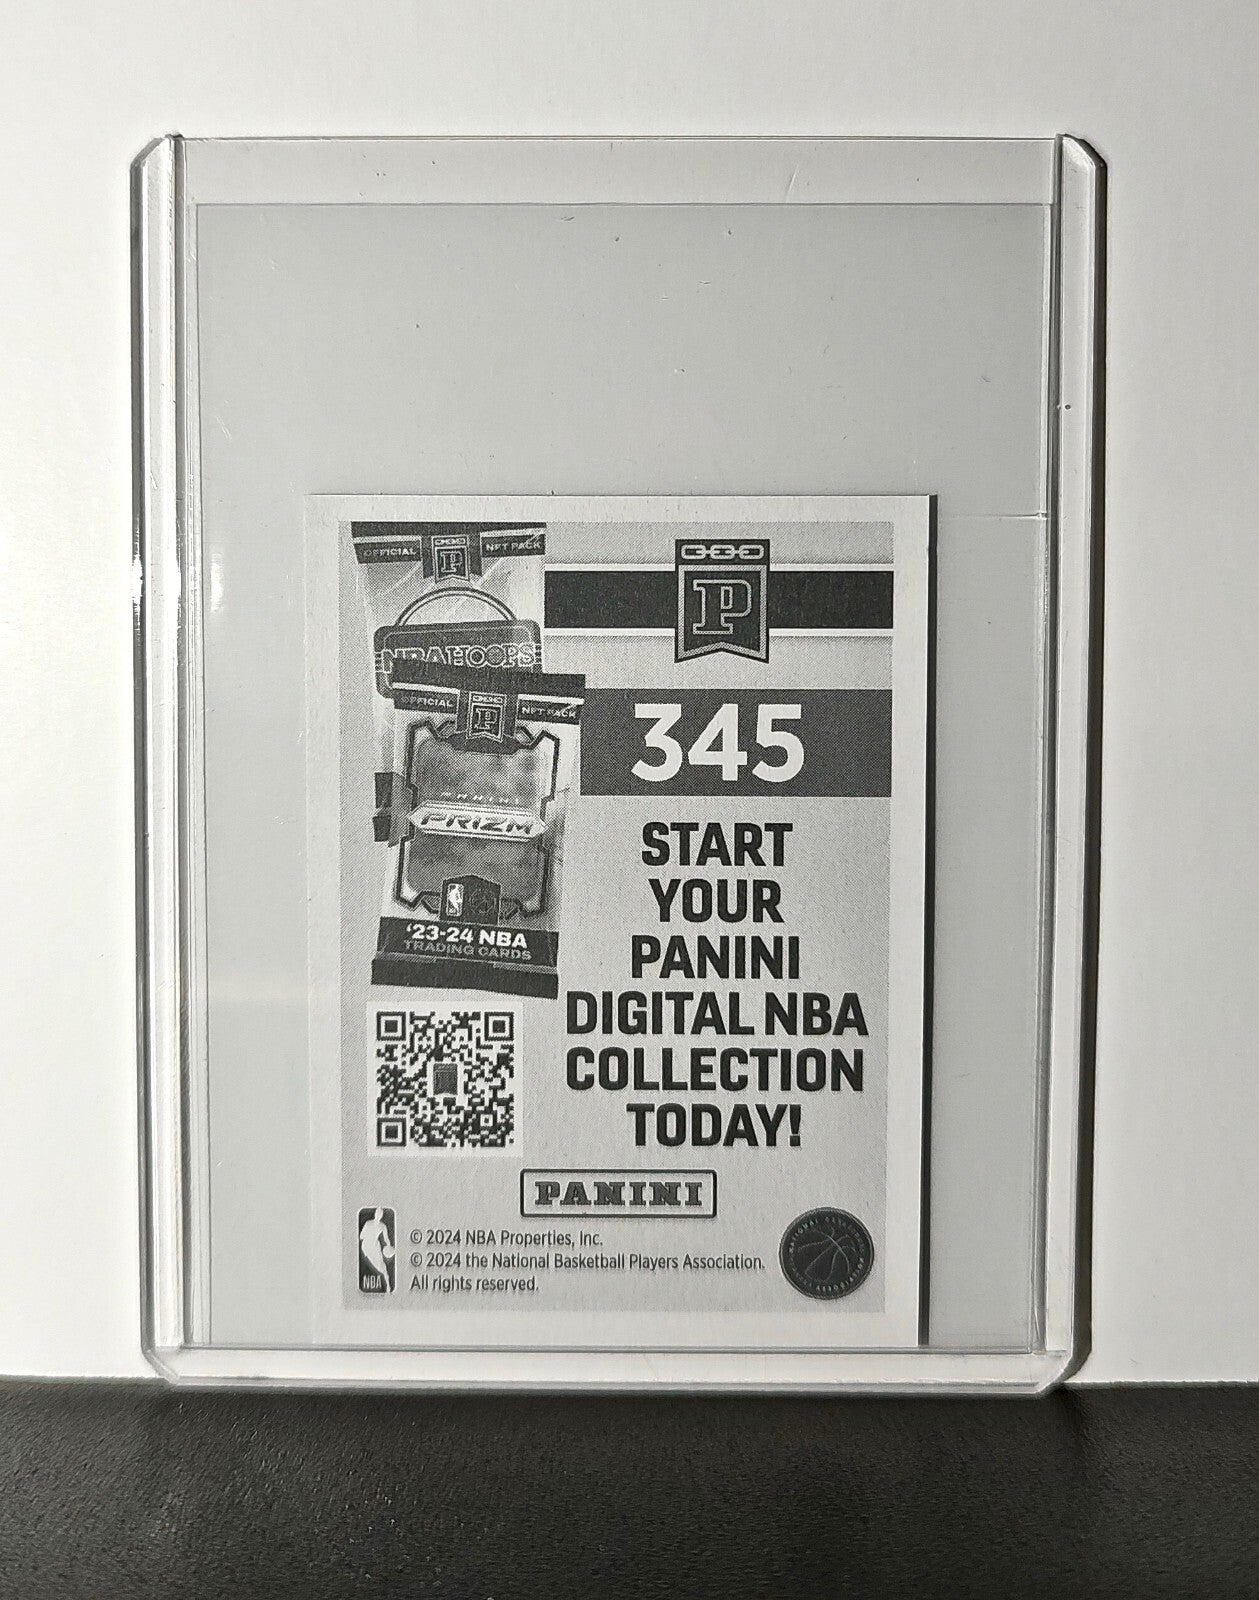 OFFICIAL P NFT PACK
NBA HOOPS
OFFICIAL P NFT PACK
PANINI
PRIZM
'23-24 NBA
TRADING CARDS
P
345
START
YOUR
PANINI
DIGITAL NBA
COLLECTION
TODAY!
PANINI
NBA
© 2024 NBA Properties, Inc.
© 2024 the National Basketball Players Association.
All rights reserved.